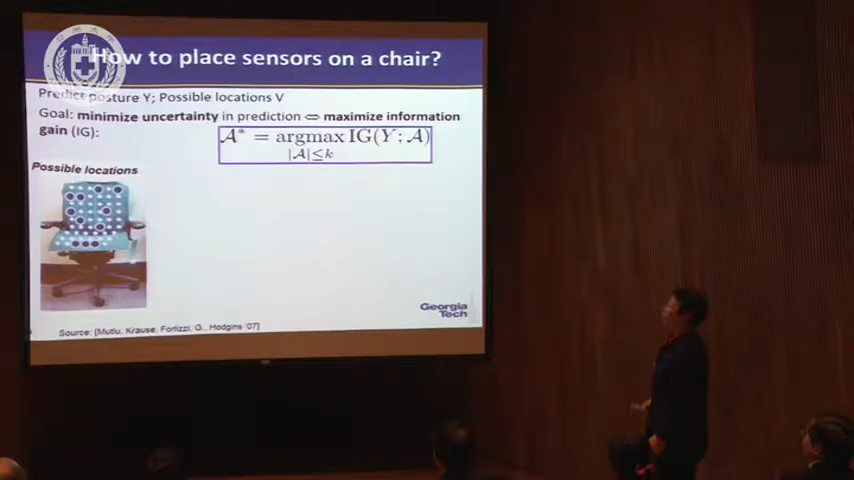 How to place sensors on a chair?
Predict posture Y; Possible locations V
Goal: minimize uncertainty in prediction ⇔ maximize information
gain (IG):
A* = argmax IG(Y; A)
|A|≤k
Possible locations
Georgia
Tech
Source: [Mutlu, Krause, Forlizzi, G., Hodgins '07]